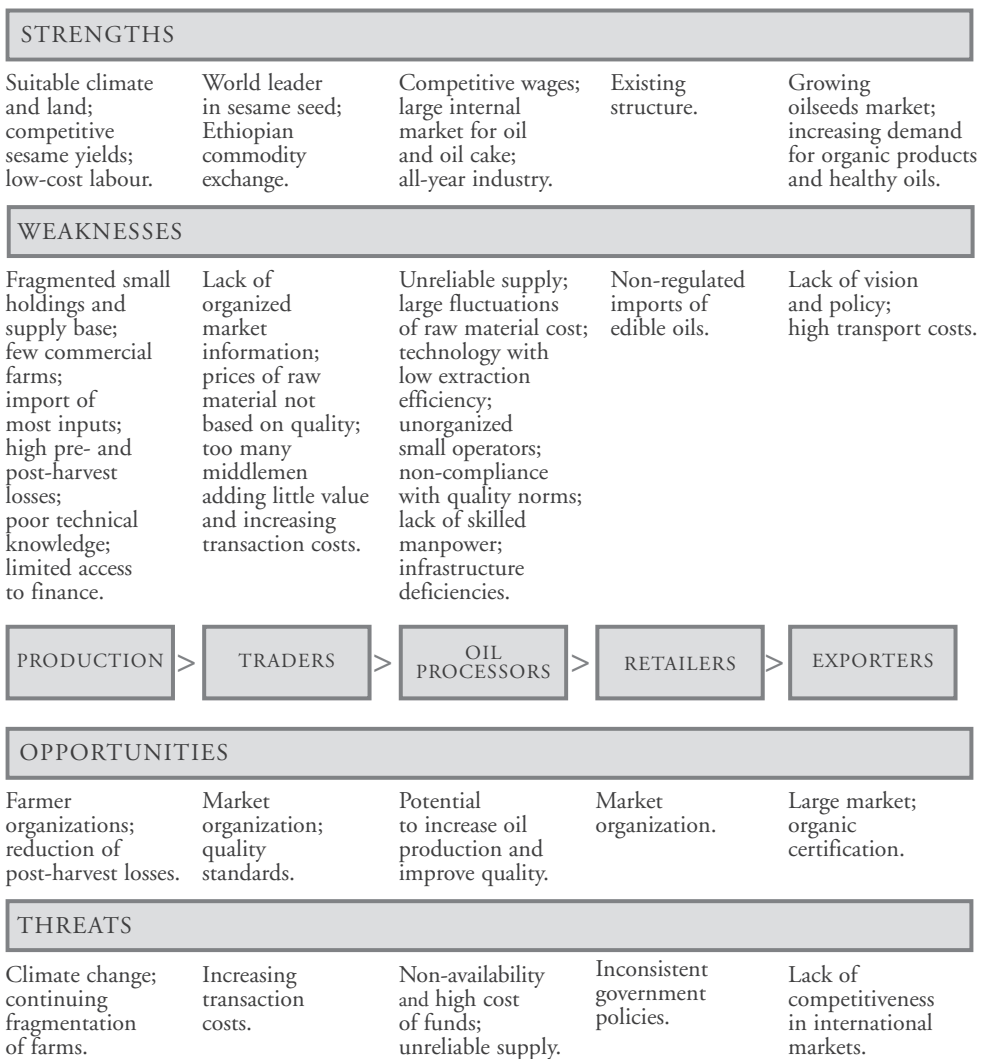 STRENGTHS
Suitable climate
and land;
competitive
sesame yields;
low-cost labour.
World leader
in sesame seed;
Ethiopian
commodity
exchange.
Competitive wages;
large internal
market for oil
and oil cake;
all-year industry.
Existing
structure.
Growing
oilseeds market;
increasing demand
for organic products
and healthy oils.
WEAKNESSES
Fragmented small
holdings and
supply base;
few commercial
farms;
import of
most inputs;
high pre- and
post-harvest
losses;
poor technical
knowledge;
limited access
to finance.
Lack of
organized
market
information;
prices of raw
material not
based on quality;
too many
middlemen
adding little value
and increasing
transaction costs.
Unreliable supply;
large fluctuations
of raw material cost;
technology with
low extraction
efficiency;
unorganized
small operators;
non-compliance
with quality norms;
lack of skilled
manpower;
infrastructure
deficiencies.
Non-regulated
imports of
edible oils.
Lack of vision
and policy;
high transport costs.
PRODUCTION
>
TRADERS
>
OIL
PROCESSORS
>
RETAILERS
>
EXPORTERS
OPPORTUNITIES
Farmer
organizations;
reduction of
post-harvest losses.
Market
organization;
quality
standards.
Potential
to increase oil
production and
improve quality.
Market
organization.
Large market;
organic
certification.
THREATS
Climate change;
continuing
fragmentation
of farms.
Increasing
transaction
costs.
Non-availability
and high cost
of funds;
unreliable supply.
Inconsistent
government
policies.
Lack of
competitiveness
in international
markets.